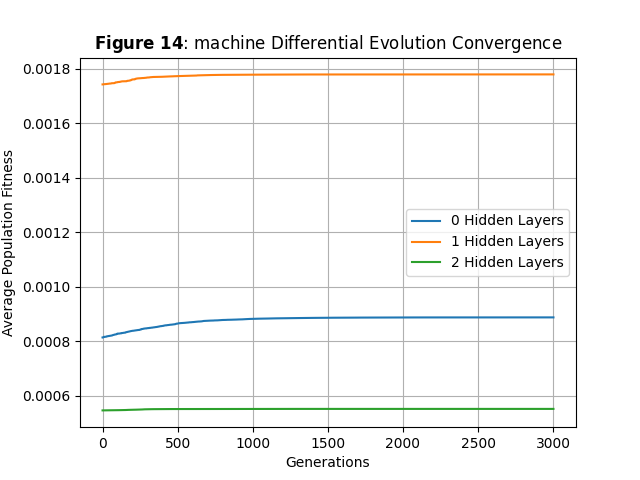 Figure 14: machine Differential Evolution Convergence
Average Population Fitness
0.0018
0.0016
0.0014
0.0012
0.0010
0.0008
0.0006
0 Hidden Layers
1 Hidden Layers
2 Hidden Layers
0 500 1000 1500 2000 2500 3000
Generations